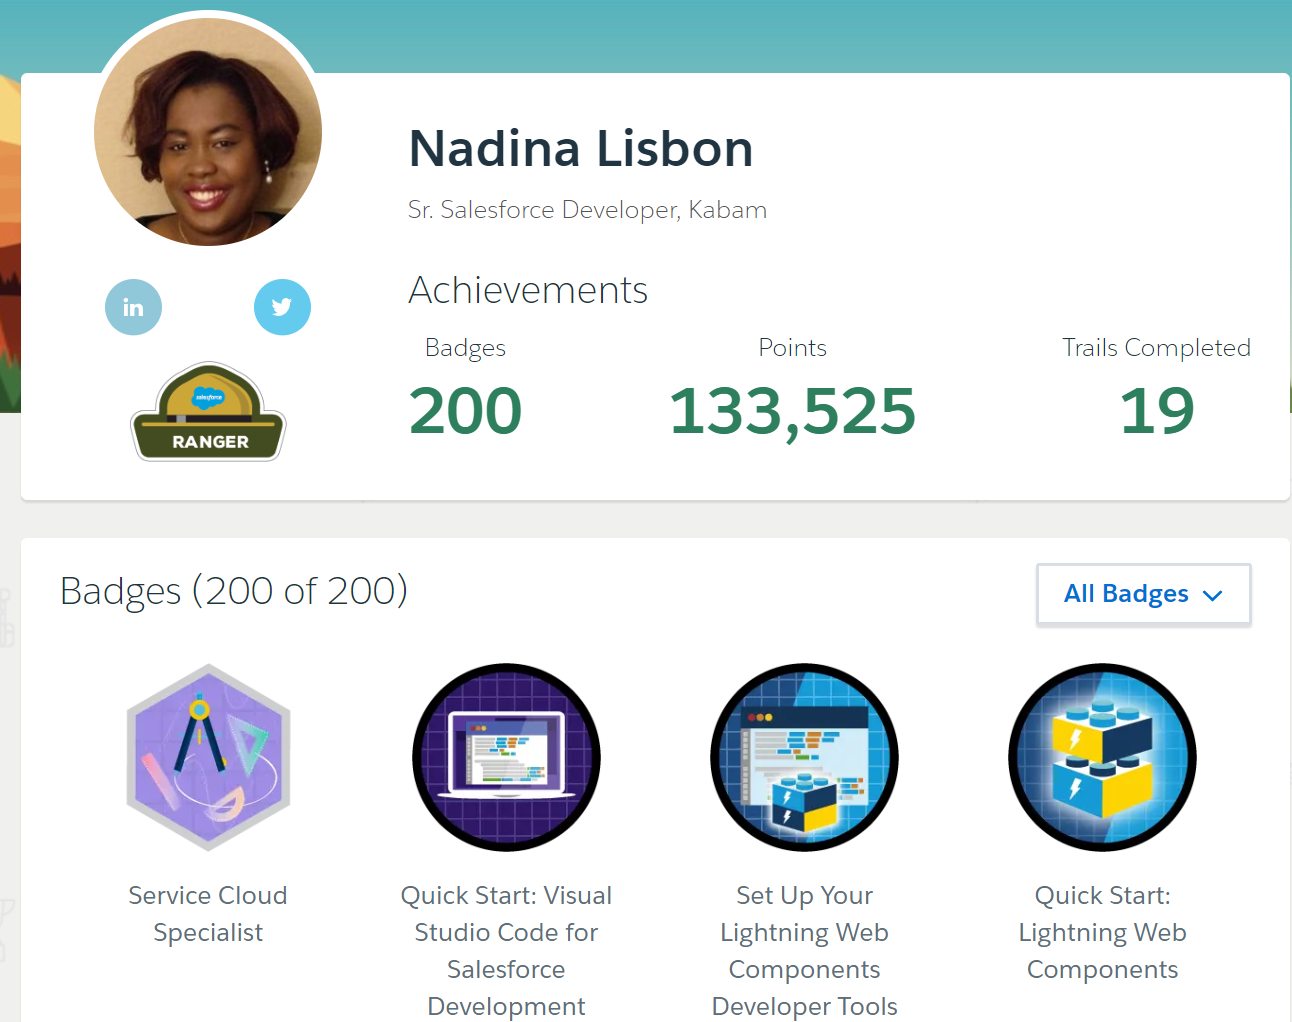 Nadina Lisbon
Sr. Salesforce Developer, Kabam
in
salesforce
RANGER
Achievements
Badges
Points
Trails Completed
200
133,525
19
Badges (200 of 200)
All Badges
Service Cloud
Specialist
Quick Start: Visual
Studio Code for
Salesforce
Development
Set Up Your
Lightning Web
Components
Developer Tools
Quick Start:
Lightning Web
Components